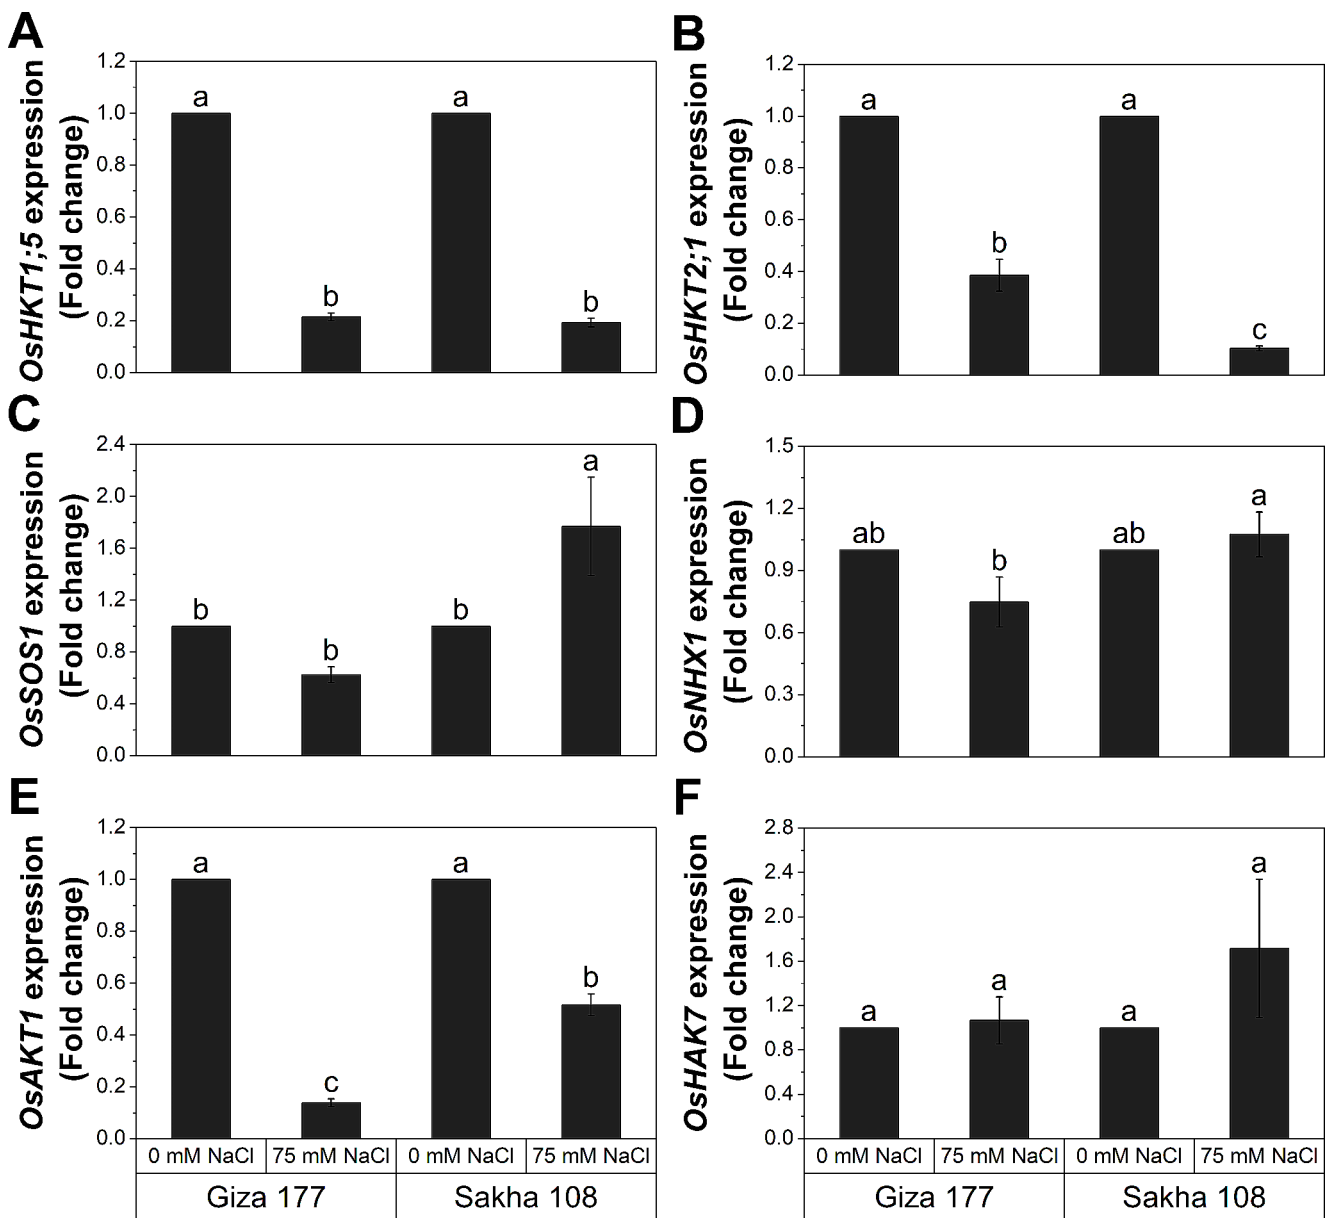 A
OsHKT1;5 expression
(Fold change)
1.2
1.0
0.8
0.6
0.4
0.2
0.0
a
b
a
b
B
OsHKT2;1 expression
(Fold change)
1.2
1.0
0.8
0.6
0.4
0.2
0.0
a
b
a
c
C
OsSOS1 expression
(Fold change)
2.4
2.0
1.6
1.2
0.8
0.4
0.0
b
b
b
a
D
OsNHX1 expression
(Fold change)
1.5
1.2
0.9
0.6
0.3
0.0
ab
b
ab
a
E
OsAKT1 expression
(Fold change)
1.2
1.0
0.8
0.6
0.4
0.2
0.0
a
c
a
b
0 mM NaCl 75 mM NaCl 0 mM NaCl 75 mM NaCl
Giza 177 Sakha 108
F
OsHAK7 expression
(Fold change)
2.8
2.4
2.0
1.6
1.2
0.8
0.4
0.0
a
a
a
a
0 mM NaCl 75 mM NaCl 0 mM NaCl 75 mM NaCl
Giza 177 Sakha 108